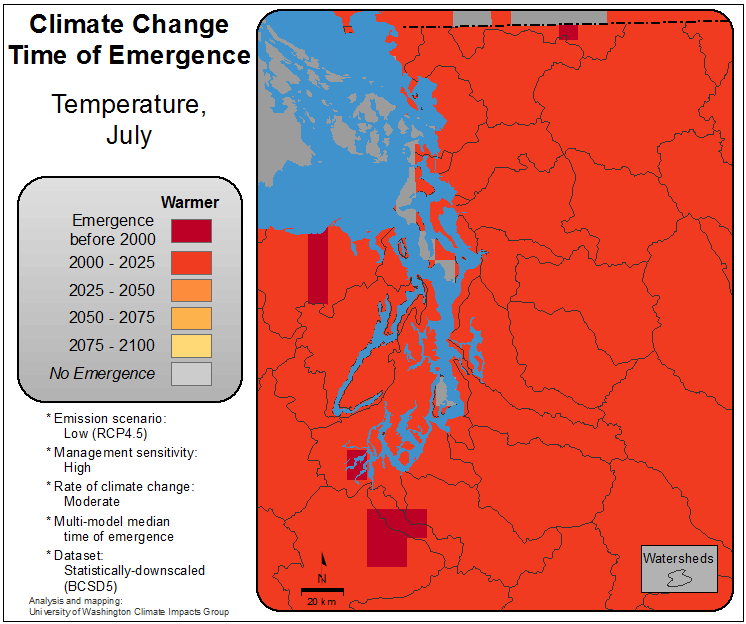 Climate Change
Time of Emergence
Temperature,
July
Warmer
Emergence
before 2000
2000 - 2025
2025 - 2050
2050 - 2075
2075 - 2100
No Emergence
* Emission scenario:
Low (RCP4.5)
* Management sensitivity:
High
* Rate of climate change:
Moderate
* Multi-model median
time of emergence
* Dataset:
Statistically-downscaled
(BCSD5)
Analysis and mapping:
University of Washington Climate Impacts Group
N
20 km
Watersheds